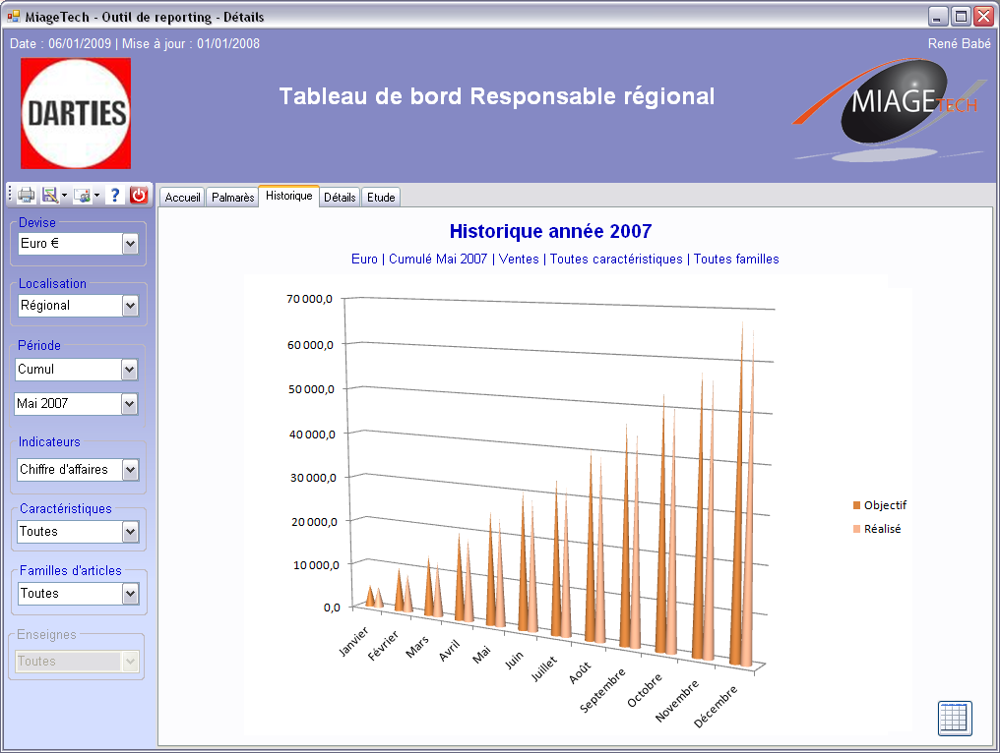 MiageTech - Outil de reporting - Détails
Date : 06/01/2009 | Mise à jour : 01/01/2008
René Babé
DARTIES
Tableau de bord Responsable régional
MIAGE TECH
?
Accueil
Palmarès
Historique
Détails
Etude
Devise
Euro €
Localisation
Régional
Période
Cumul
Mai 2007
Indicateurs
Chiffre d'affaires
Caractéristiques
Toutes
Familles d'articles
Toutes
Enseignes
Toutes
Historique année 2007
Euro | Cumulé Mai 2007 | Ventes | Toutes caractéristiques | Toutes familles
70 000,0
60 000,0
50 000,0
40 000,0
30 000,0
20 000,0
10 000,0
0,0
Janvier
Février
Mars
Avril
Mai
Juin
Juillet
Août
Septembre
Octobre
Novembre
Décembre
Objectif
Réalisé